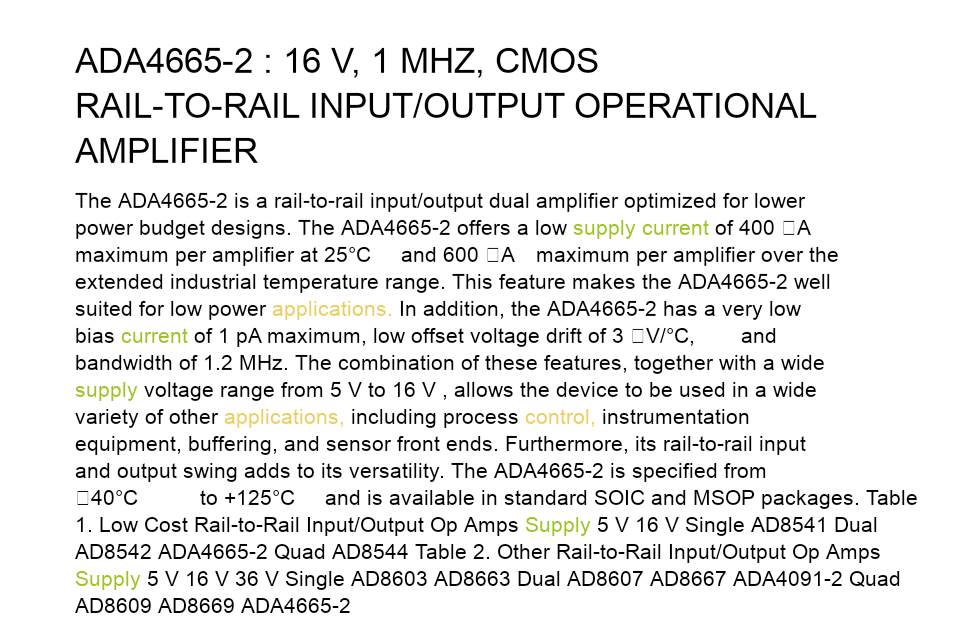 ADA4665-2 : 16 V, 1 MHZ, CMOS
RAIL-TO-RAIL INPUT/OUTPUT OPERATIONAL
AMPLIFIER
The ADA4665-2 is a rail-to-rail input/output dual amplifier optimized for lower
power budget designs. The ADA4665-2 offers a low supply current of 400 □A
maximum per amplifier at 25°C and 600 □A maximum per amplifier over the
extended industrial temperature range. This feature makes the ADA4665-2 well
suited for low power applications. In addition, the ADA4665-2 has a very low
bias current of 1 pA maximum, low offset voltage drift of 3 □V/°C, and
bandwidth of 1.2 MHz. The combination of these features, together with a wide
supply voltage range from 5 V to 16 V , allows the device to be used in a wide
variety of other applications, including process control, instrumentation
equipment, buffering, and sensor front ends. Furthermore, its rail-to-rail input
and output swing adds to its versatility. The ADA4665-2 is specified from
□40°C to +125°C and is available in standard SOIC and MSOP packages. Table
1. Low Cost Rail-to-Rail Input/Output Op Amps Supply 5 V 16 V Single AD8541 Dual
AD8542 ADA4665-2 Quad AD8544 Table 2. Other Rail-to-Rail Input/Output Op Amps
Supply 5 V 16 V 36 V Single AD8603 AD8663 Dual AD8607 AD8667 ADA4091-2 Quad
AD8609 AD8669 ADA4665-2